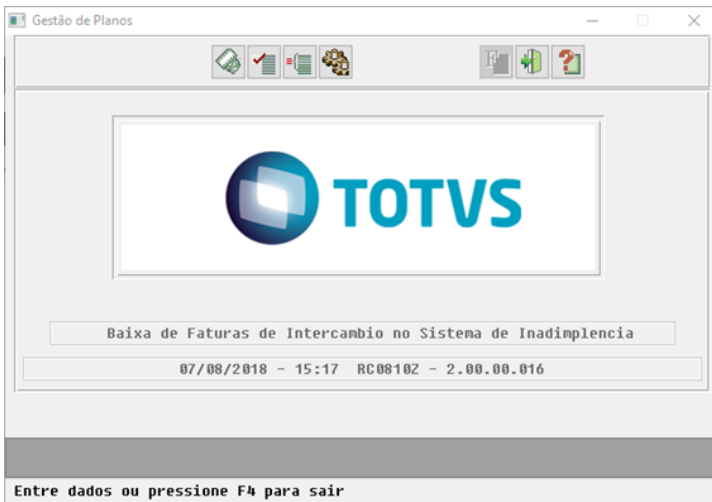 Gestão de Planos
TOTVS
Baixa de Faturas de Intercambio no Sistema de Inadimplencia
07/08/2018 - 15:17 RC0810Z - 2.00.00.016
Entre dados ou pressione F4 para sair